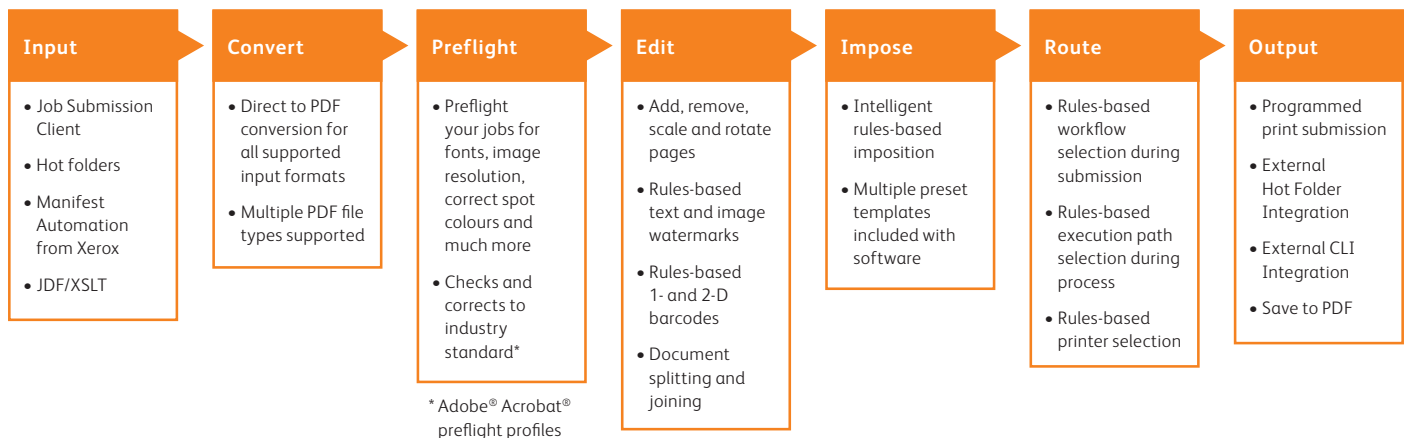 Input
• Job Submission
Client
• Hot folders
• Manifest
Automation
from Xerox
• JDF/XSLT
Convert
• Direct to PDF
conversion for
all supported
input formats
• Multiple PDF file
types supported
Preflight
• Preflight
your jobs for
fonts, image
resolution,
correct spot
colours and
much more
• Checks and
corrects to
industry
standard*
* Adobe® Acrobat®
preflight profiles
Edit
• Add, remove,
scale and rotate
pages
• Rules-based
text and image
watermarks
• Rules-based
1- and 2-D
barcodes
• Document
splitting and
joining
Impose
• Intelligent
rules-based
imposition
• Multiple preset
templates
included with
software
Route
• Rules-based
workflow
selection during
submission
• Rules-based
execution path
selection during
process
• Rules-based
printer selection
Output
• Programmed
print submission
• External
Hot Folder
Integration
• External CLI
Integration
• Save to PDF